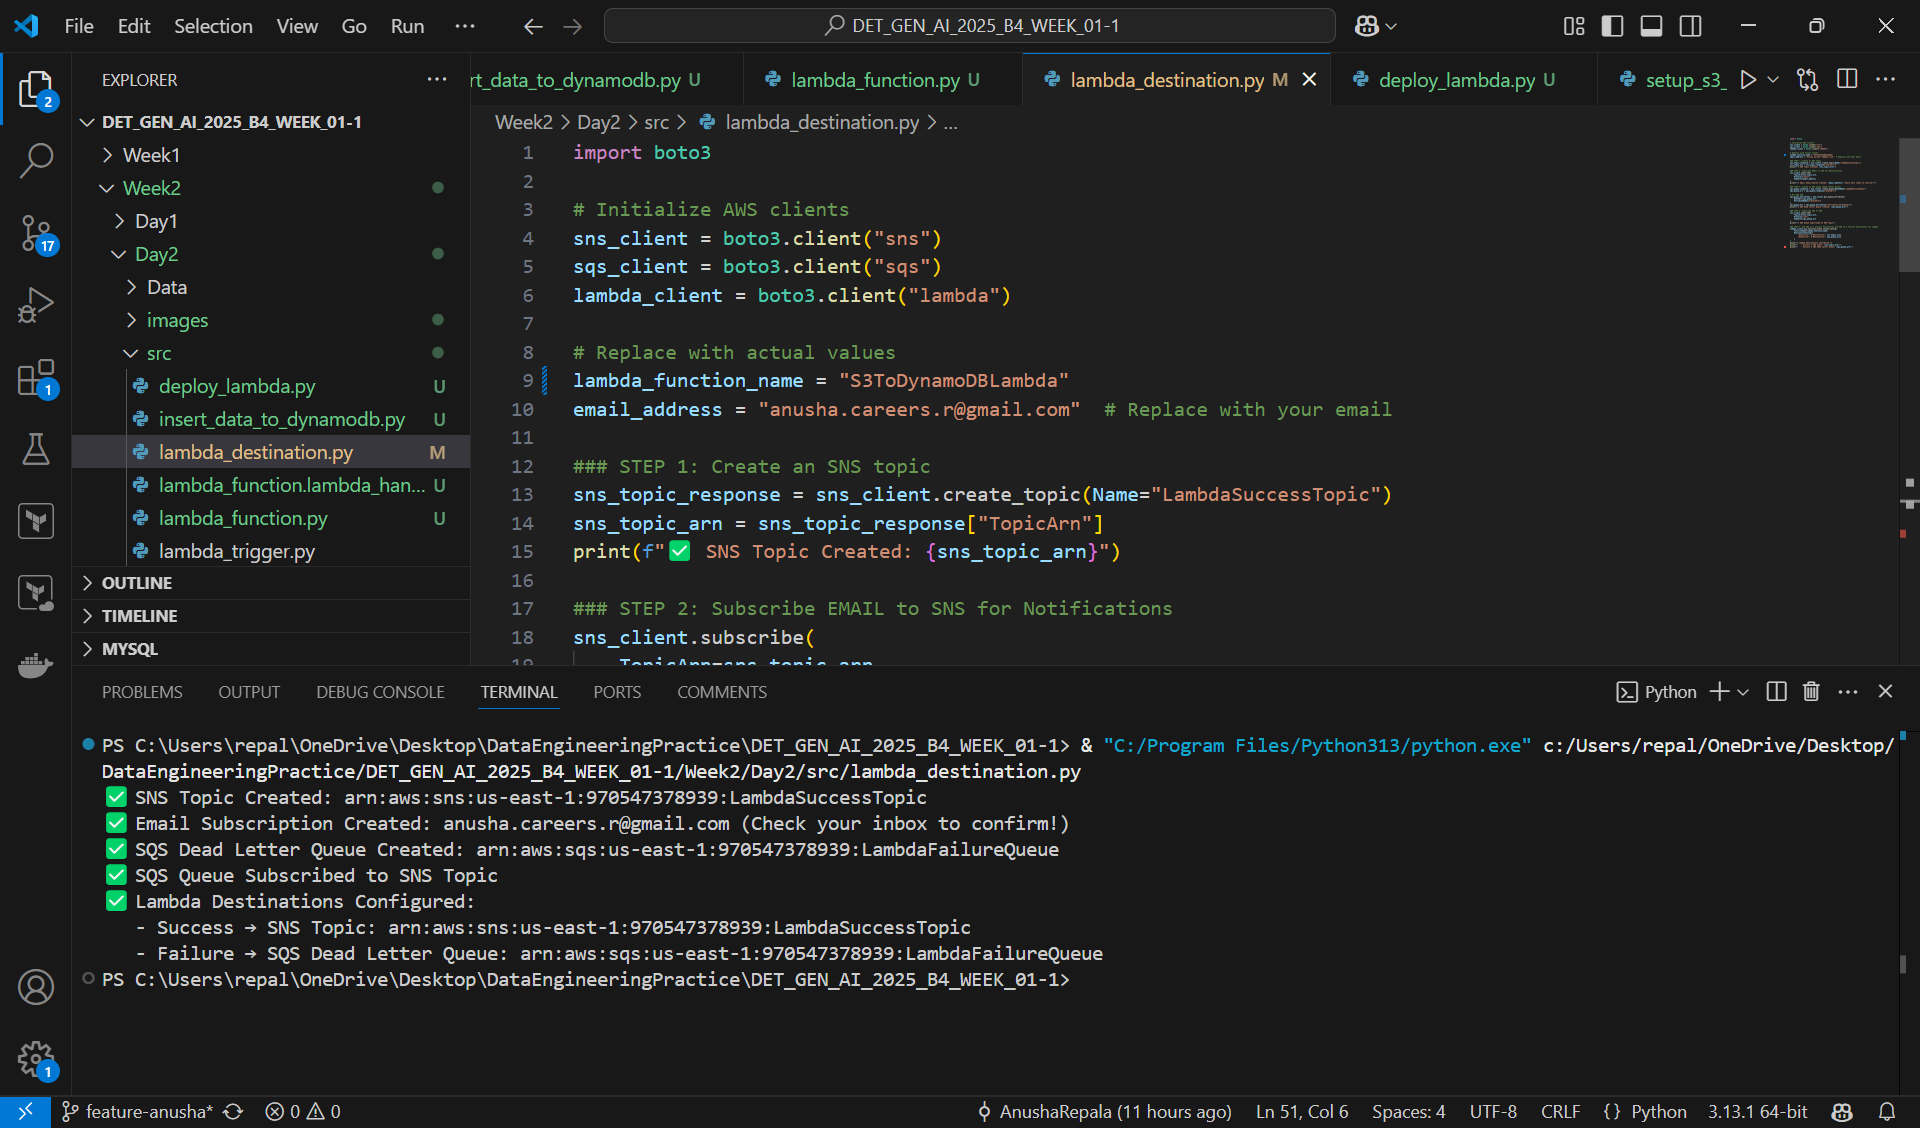 File Edit Selection View Go Run ··· DET_GEN_AI_2025_B4_WEEK_01-1
EXPLORER ···
2
17
1
1
DET_GEN_AI_2025_B4_WEEK_01-1
Week1
Week2
Day1
Day2
Data
images
src
deploy_lambda.py U
insert_data_to_dynamodb.py U
lambda_destination.py M
lambda_function.lambda_han... U
lambda_function.py U
lambda_trigger.py
OUTLINE
TIMELINE
MYSQL
rt_data_to_dynamodb.py U lambda_function.py U lambda_destination.py M deploy_lambda.py U setup_s3_
Week2 > Day2 > src > lambda_destination.py > ...
1 import boto3
2
3 # Initialize AWS clients
4 sns_client = boto3.client("sns")
5 sqs_client = boto3.client("sqs")
6 lambda_client = boto3.client("lambda")
7
8 # Replace with actual values
9 lambda_function_name = "S3ToDynamoDBLambda"
10 email_address = "anusha.careers.r@gmail.com"  # Replace with your email
11
12 ### STEP 1: Create an SNS topic
13 sns_topic_response = sns_client.create_topic(Name="LambdaSuccessTopic")
14 sns_topic_arn = sns_topic_response["TopicArn"]
15 print(f"✅ SNS Topic Created: {sns_topic_arn}")
16
17 ### STEP 2: Subscribe EMAIL to SNS for Notifications
18 sns_client.subscribe(
19 TopicArn=sns_topic_arn
PROBLEMS OUTPUT DEBUG CONSOLE TERMINAL PORTS COMMENTS Python
PS C:\Users\repal\OneDrive\Desktop\DataEngineeringPractice\DET_GEN_AI_2025_B4_WEEK_01-1> & "C:/Program Files/Python313/python.exe" c:/Users/repal/OneDrive/Desktop/
DataEngineeringPractice/DET_GEN_AI_2025_B4_WEEK_01-1/Week2/Day2/src/lambda_destination.py
✅ SNS Topic Created: arn:aws:sns:us-east-1:970547378939:LambdaSuccessTopic
✅ Email Subscription Created: anusha.careers.r@gmail.com (Check your inbox to confirm!)
✅ SQS Dead Letter Queue Created: arn:aws:sqs:us-east-1:970547378939:LambdaFailureQueue
✅ SQS Queue Subscribed to SNS Topic
✅ Lambda Destinations Configured:
- Success → SNS Topic: arn:aws:sns:us-east-1:970547378939:LambdaSuccessTopic
- Failure → SQS Dead Letter Queue: arn:aws:sqs:us-east-1:970547378939:LambdaFailureQueue
PS C:\Users\repal\OneDrive\Desktop\DataEngineeringPractice\DET_GEN_AI_2025_B4_WEEK_01-1>
feature-anusha* 0 0 AnushaRepala (11 hours ago) Ln 51, Col 6 Spaces: 4 UTF-8 CRLF {} Python 3.13.1 64-bit